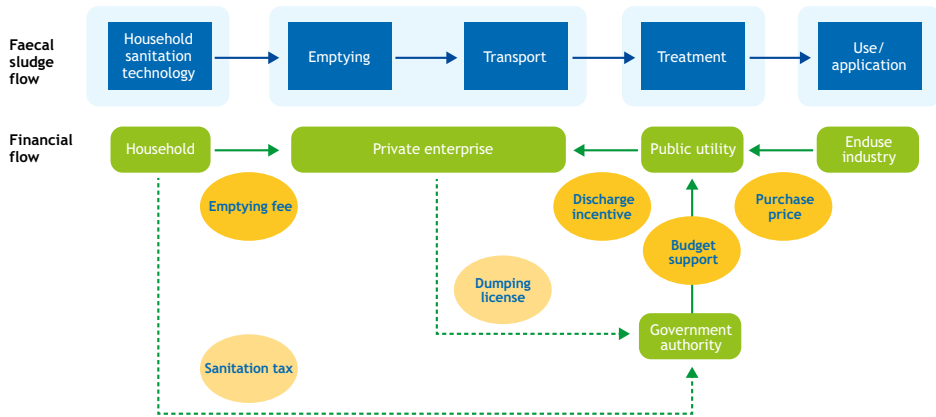 Faecal
sludge
flow
Household
sanitation
technology
Emptying
Transport
Treatment
Use/
application
Financial
flow
Household
Private enterprise
Public utility
Enduse
industry
Emptying fee
Discharge
incentive
Purchase
price
Budget
support
Dumping
license
Government
authority
Sanitation tax